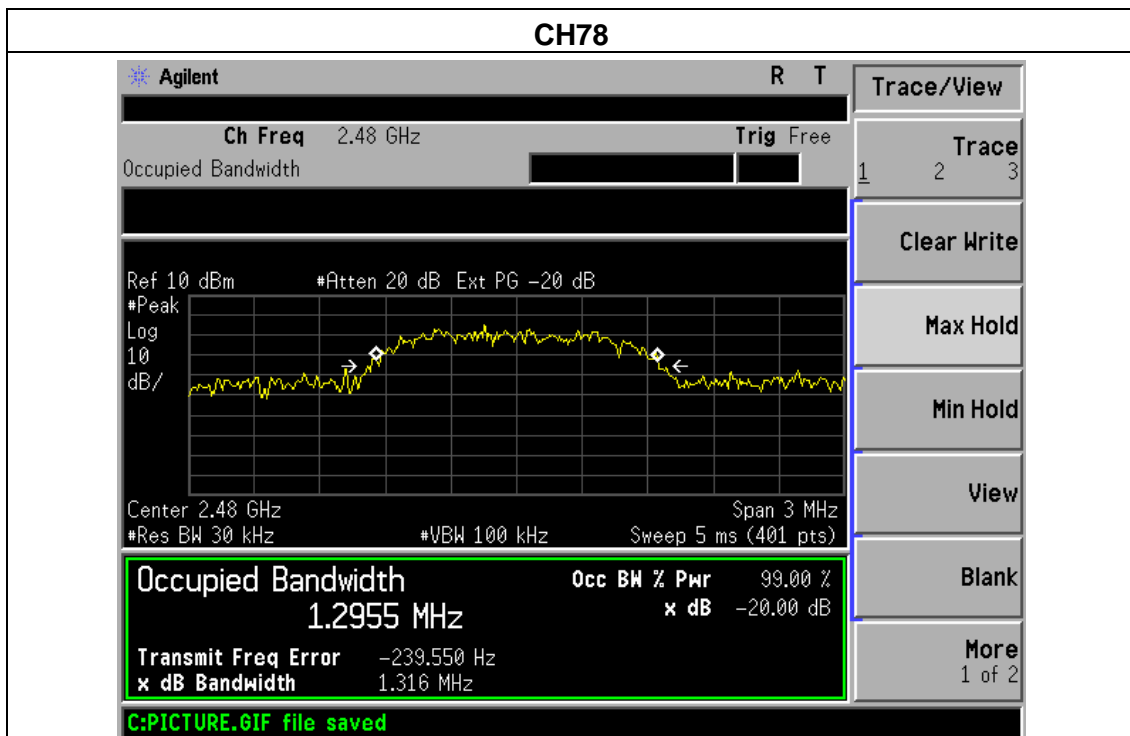 CH78
Agilent R T
Trace/View
Ch Freq 2.48 GHz Trig Free
Occupied Bandwidth
Trace
1 2 3
Clear Write
Ref 10 dBm #Atten 20 dB Ext PG -20 dB
#Peak
Log
10
dB/
Max Hold
Min Hold
View
Center 2.48 GHz Span 3 MHz
#Res BW 30 kHz #VBW 100 kHz Sweep 5 ms (401 pts)
Occupied Bandwidth Occ BW % Pwr 99.00 %
1.2955 MHz x dB -20.00 dB
Blank
Transmit Freq Error -239.550 Hz
x dB Bandwidth 1.316 MHz
More
1 of 2
C:PICTURE.GIF file saved